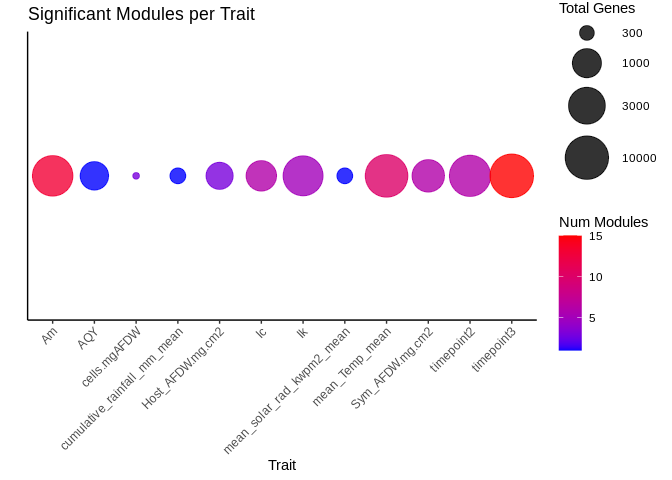 Significant Modules per Trait
Total Genes
300
1000
3000
10000
Num Modules
15
10
5
Am
AQY
cells.mgAFDW
cumulative_rainfall_mm_mean
Host_AFDW.mg.cm2
Ic
Ik
mean_solar_rad_kwpm2_mean
mean_Temp_mean
Sym_AFDW.mg.cm2
timepoint2
timepoint3
Trait